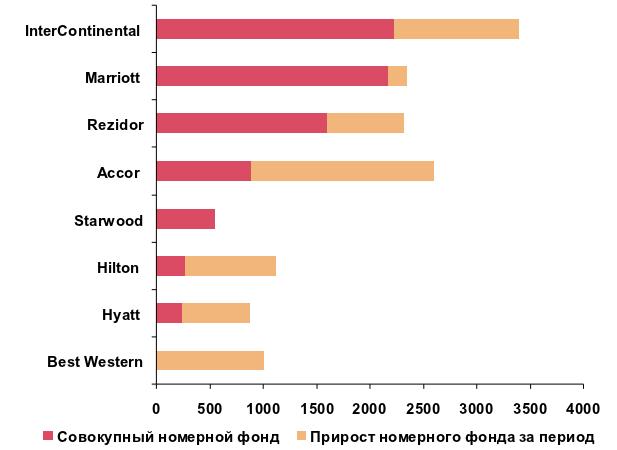 InterContinental
Marriott
Rezidor
Accor
Starwood
Hilton
Hyatt
Best Western
0 500 1000 1500 2000 2500 3000 3500 4000
Совокупный номерной фонд Прирост номерного фонда за период